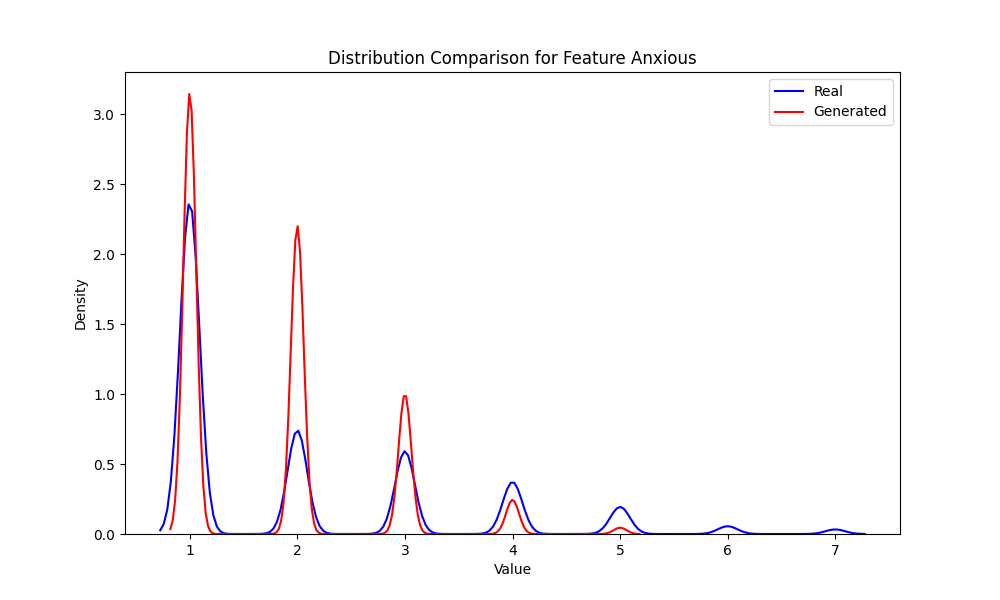 Distribution Comparison for Feature Anxious
Real
Generated
3.0
2.5
2.0
1.5
1.0
0.5
0.0
Density
1 2 3 4 5 6 7
Value